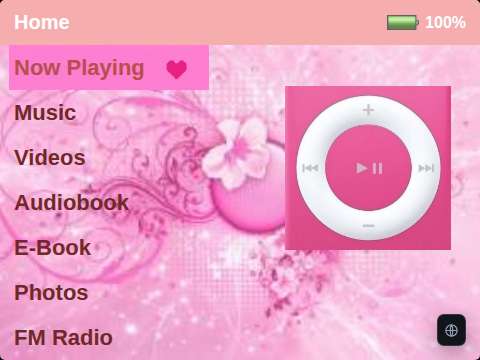 Home
100%
Now Playing
Music
Videos
Audiobook
E-Book
Photos
FM Radio